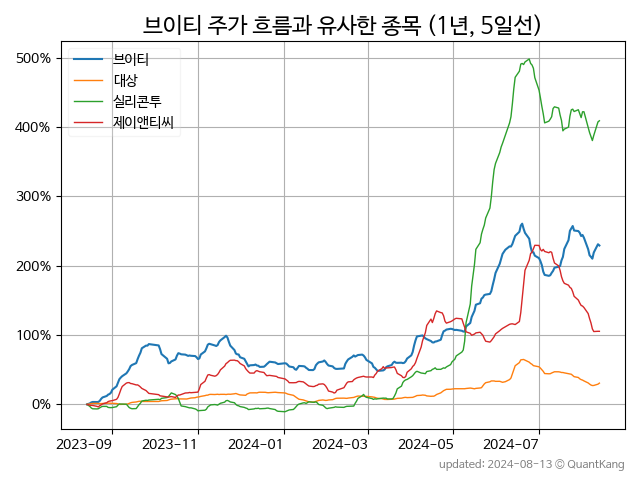 브이티 주가 흐름과 유사한 종목 (1년, 5일선)
500%
400%
300%
200%
100%
0%
브이티
대상
실리콘투
제이앤티씨
2023-09 2023-11 2024-01 2024-03 2024-05 2024-07
updated: 2024-08-13 © QuantKang